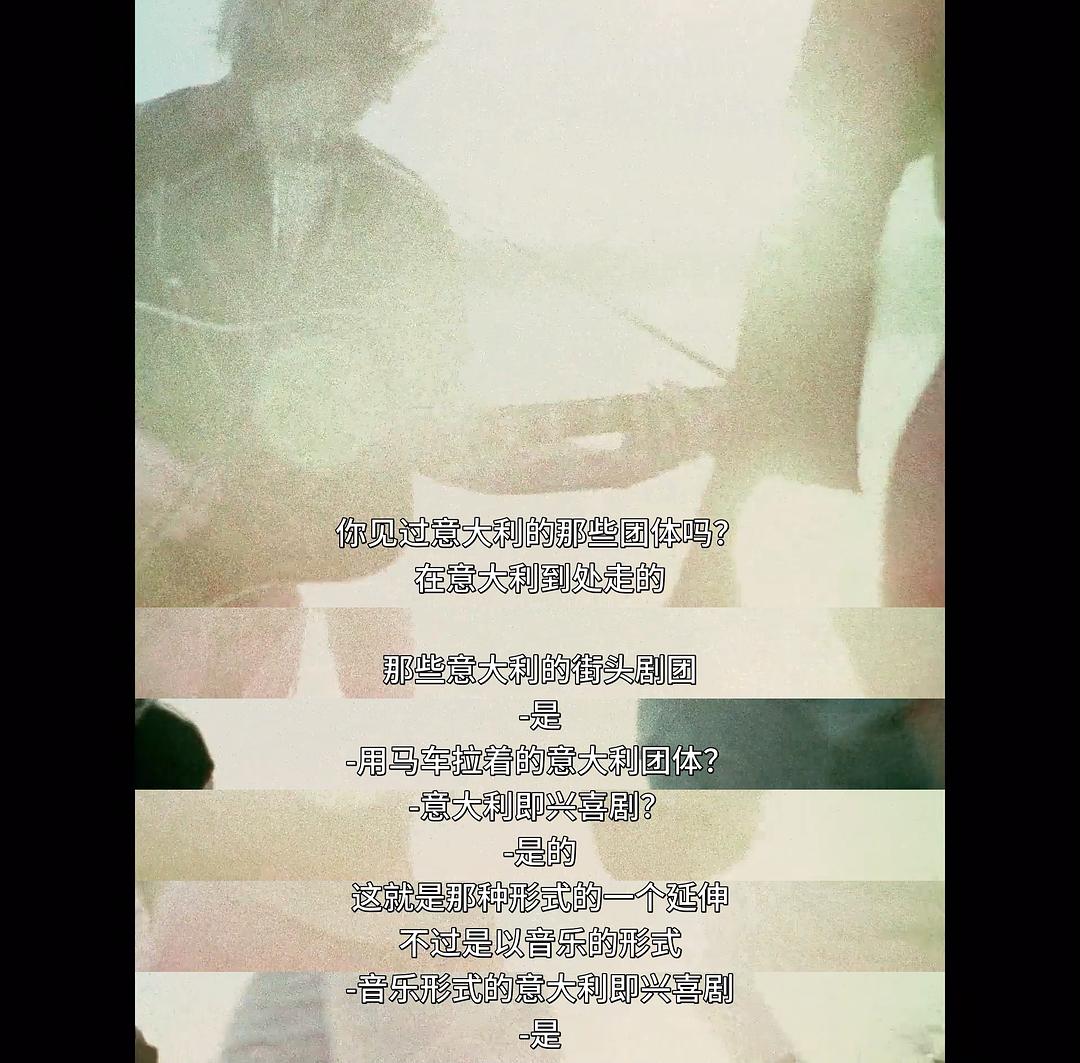 你见过意大利的那些团体吗？
在意大利到处走的
那些意大利的街头剧团
-是
-用马车拉着的意大利团体？
-意大利即兴喜剧？
-是的
这就是那种形式的一个延伸
不过是以音乐的形式
-音乐形式的意大利即兴喜剧
-是